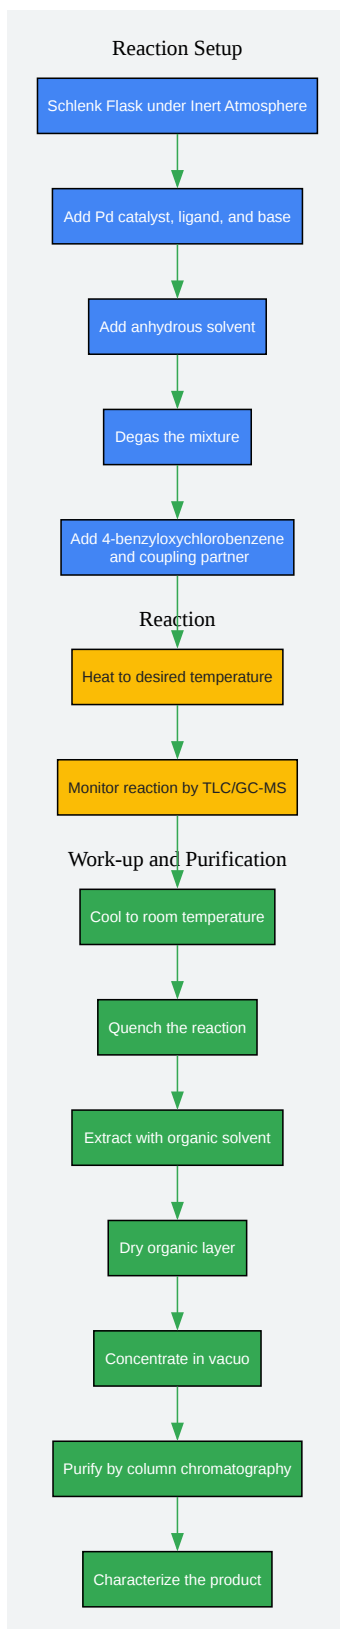 Reaction Setup
Schlenk Flask under Inert Atmosphere
Add Pd catalyst, ligand, and base
Add anhydrous solvent
Degas the mixture
Add 4-benzyloxychlorobenzene
and coupling partner
Reaction
Heat to desired temperature
Monitor reaction by TLC/GC-MS
Work-up and Purification
Cool to room temperature
Quench the reaction
Extract with organic solvent
Dry organic layer
Concentrate in vacuo
Purify by column chromatography
Characterize the product